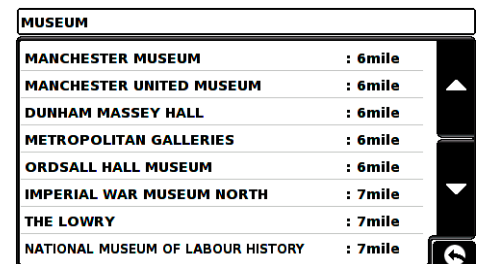 MUSEUM
MANCHESTER MUSEUM : 6mile
MANCHESTER UNITED MUSEUM : 6mile
DUNHAM MASSEY HALL : 6mile
METROPOLITAN GALLERIES : 6mile
ORDSALL HALL MUSEUM : 6mile
IMPERIAL WAR MUSEUM NORTH : 7mile
THE LOWRY : 7mile
NATIONAL MUSEUM OF LABOUR HISTORY : 7mile